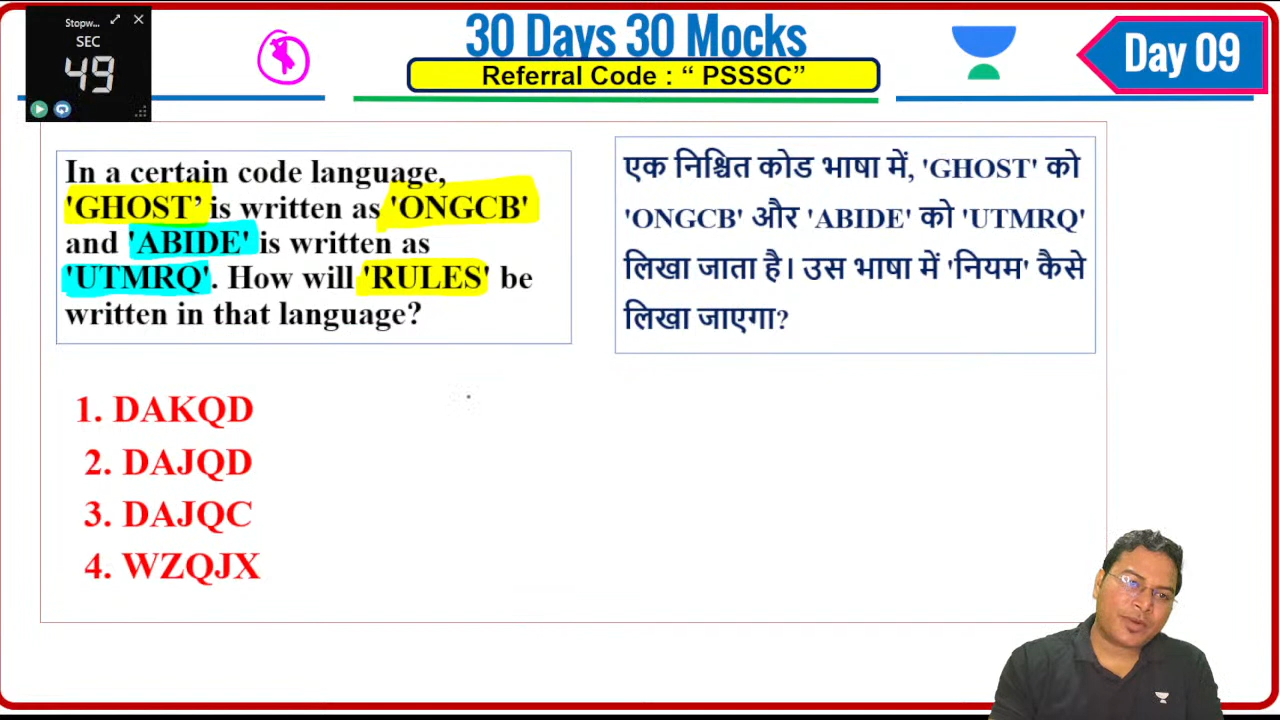 Stopw...
SEC
49
30 Days 30 Mocks
Referral Code : “ PSSSC”
Day 09
In a certain code language,
'GHOST’ is written as 'ONGCB'
and 'ABIDE' is written as
'UTMRQ'. How will 'RULES' be
written in that language?
एक निश्चित कोड भाषा में, 'GHOST' को
'ONGCB' और 'ABIDE' को 'UTMRQ'
लिखा जाता है। उस भाषा में 'नियम' कैसे
लिखा जाएगा?
1. DAKQD
2. DAJQD
3. DAJQC
4. WZQJX